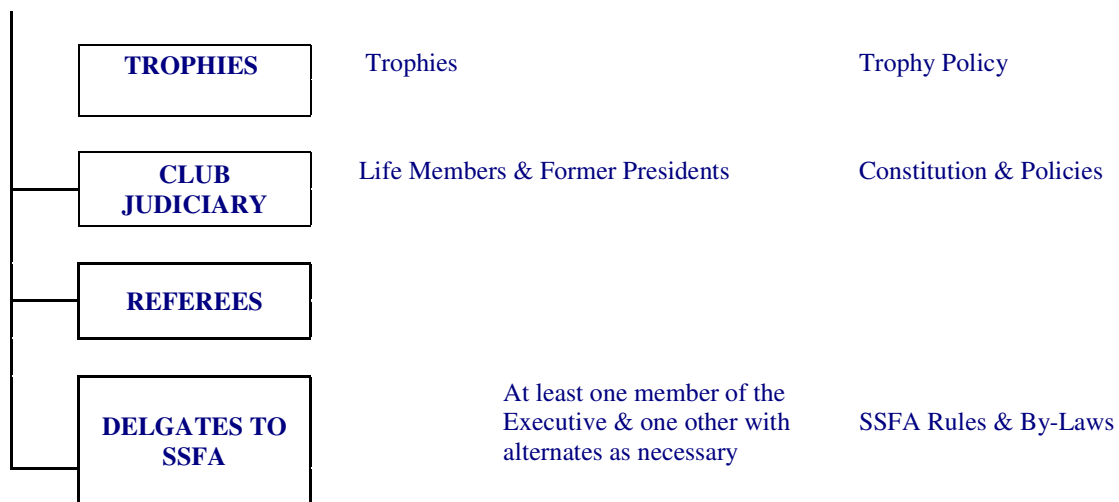 TROPHIES Trophies Trophy Policy
CLUB JUDICIARY Life Members & Former Presidents Constitution & Policies
REFEREES
DELGATES TO SSFA
At least one member of the
Executive & one other with
alternates as necessary
SSFA Rules & By-Laws